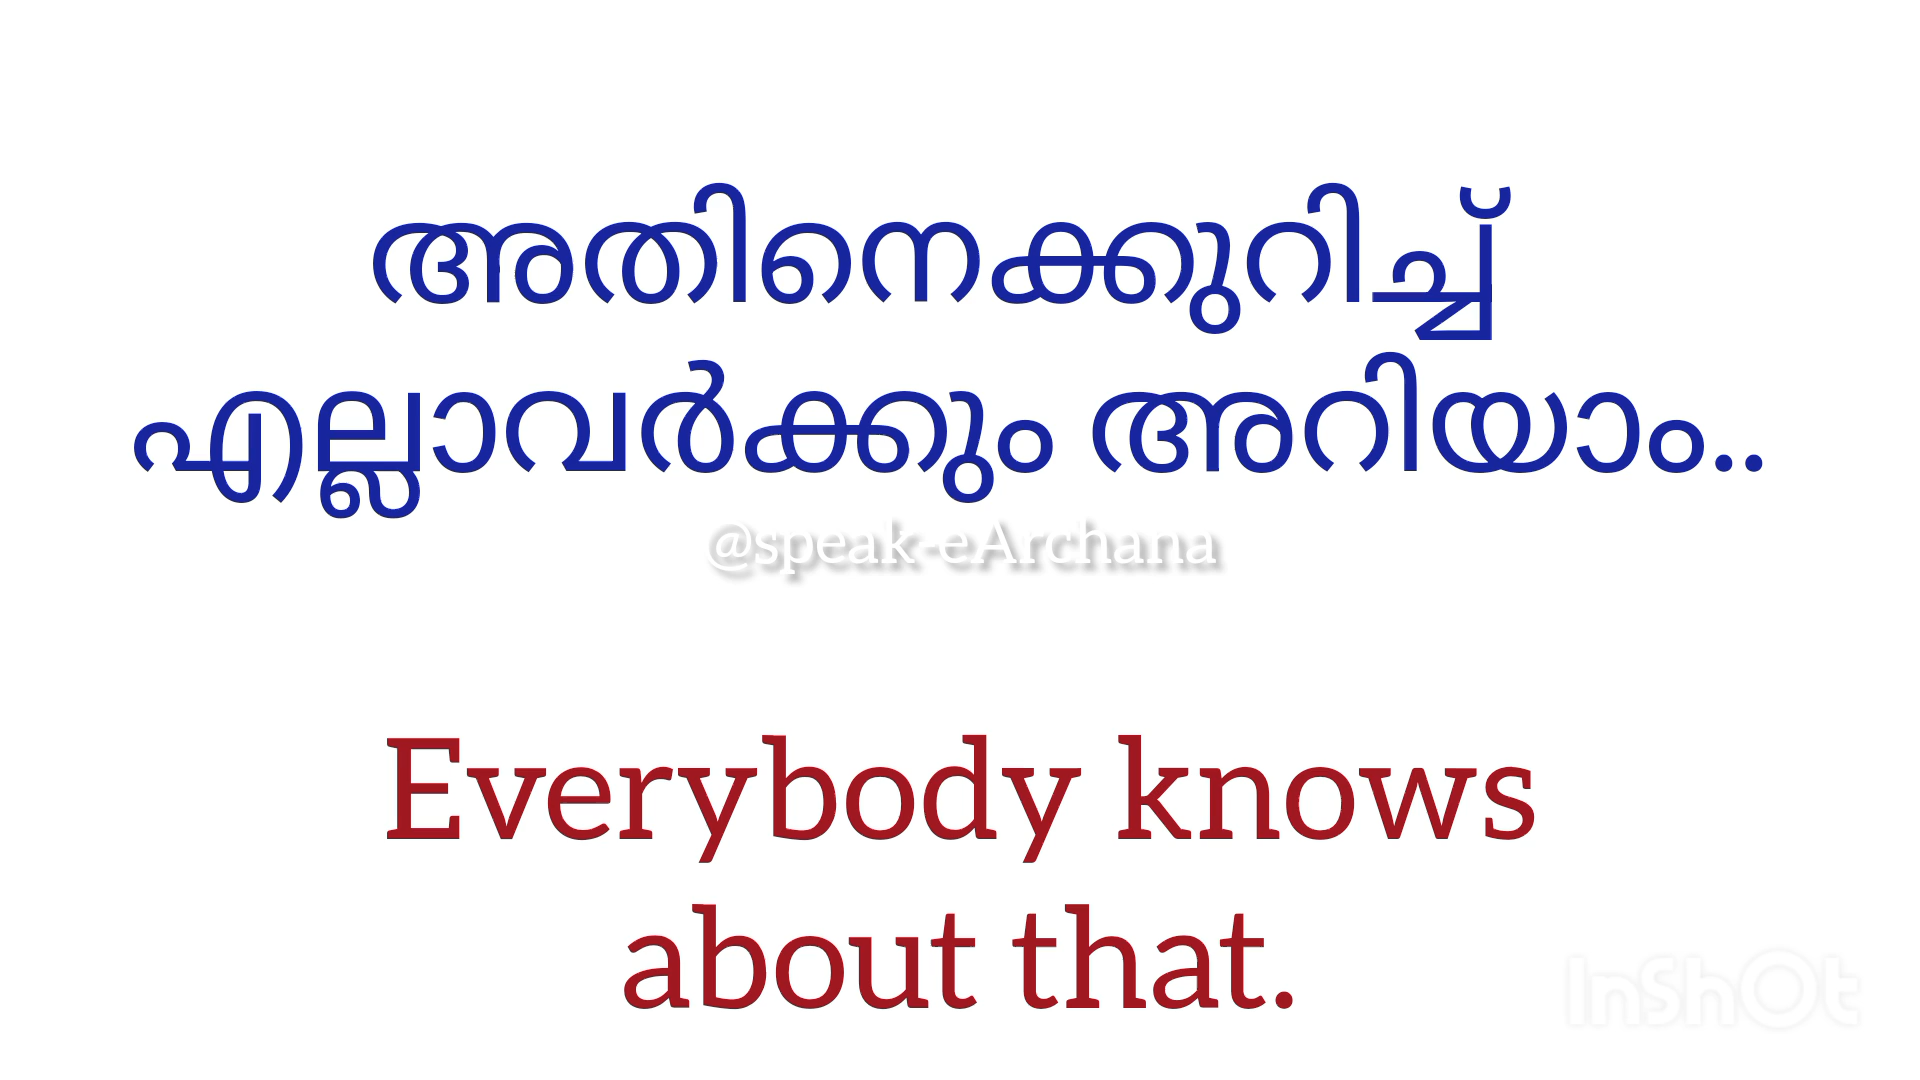 അതിനെക്കുറിച്ച്
എല്ലാവർക്കും അറിയാം..
@speak-eArchana
Everybody knows
about that.
InShOt